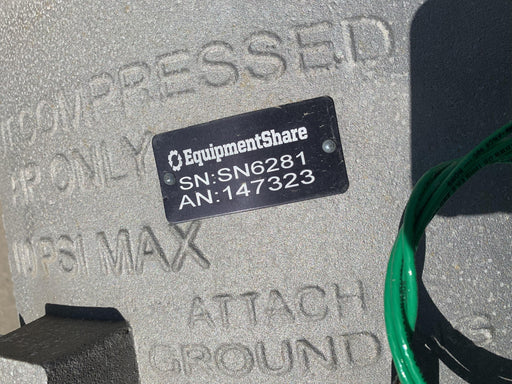 COMPRESSED
ONLY
EquipmentShare
SN:SN6281
AN:147323
PSI MAX
ATTACH
GROUND